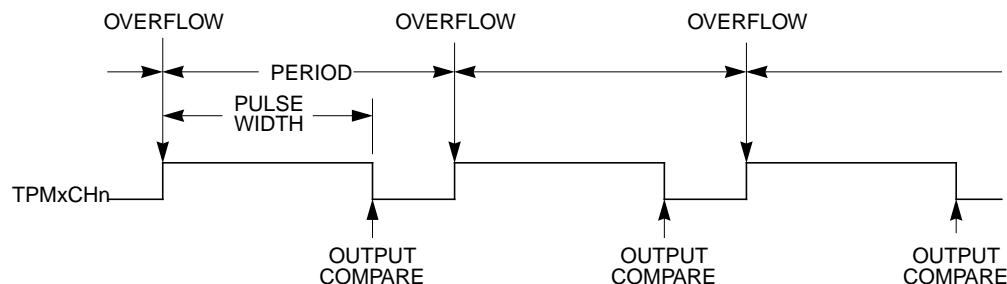 OVERFLOW
OVERFLOW
OVERFLOW
PERIOD
PULSE
WIDTH
TPMxCHn
OUTPUT
COMPARE
OUTPUT
COMPARE
OUTPUT
COMPARE